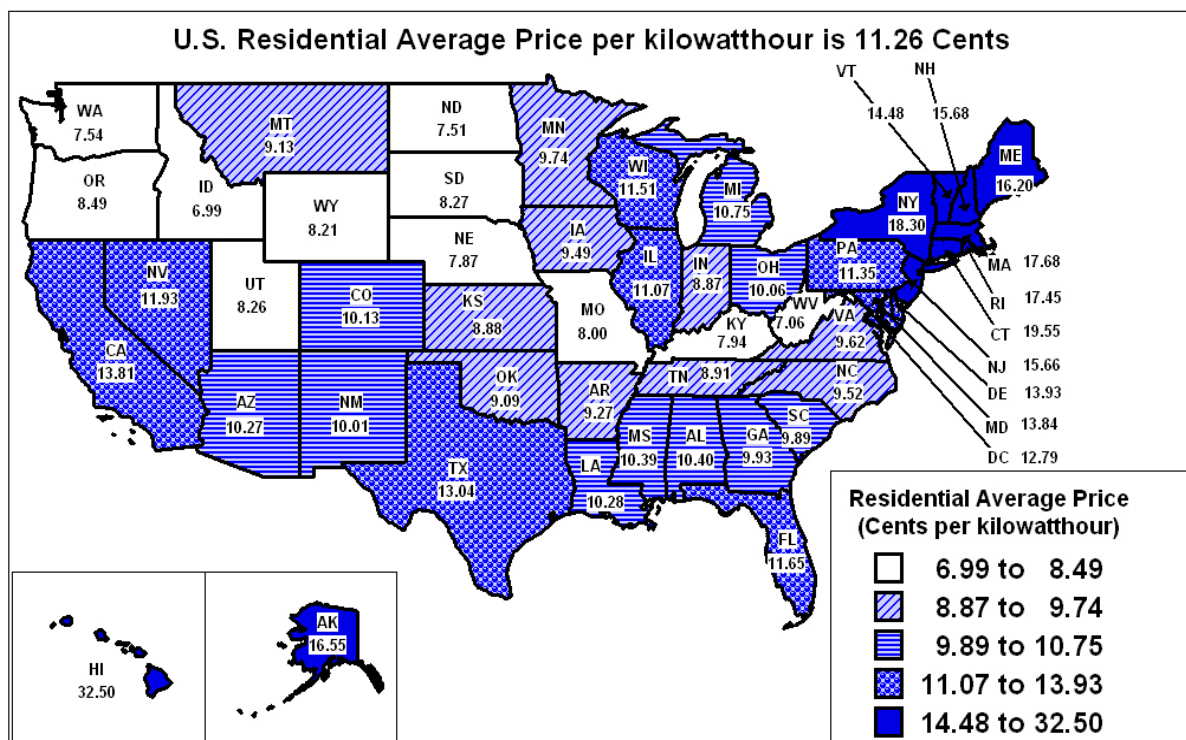 U.S. Residential Average Price per kilowatthour is 11.26 Cents
VT
NH
14.48
15.68
WA
7.54
MT
9.13
ND
7.51
MN
9.74
ME
16.20
OR
8.49
ID
6.99
WI
11.51
SD
8.27
WY
8.21
MI
10.75
NY
18.30
IA
9.49
NE
7.87
PA
11.35
MA 17.68
NV
11.93
UT
8.26
CO
10.13
IL
11.07
IN
8.87
OH
10.06
RI 17.45
KS
8.88
MO
8.00
WV
7.06
KY
7.94
VA
9.62
CT 19.55
CA
13.81
NJ 15.66
TN 8.91
NC
9.52
DE 13.93
OK
9.09
AR
9.27
AZ
10.27
NM
10.01
SC
9.89
MD 13.84
MS
10.39
AL
10.40
GA
9.93
DC 12.79
LA
10.28
TX
13.04
FL
11.65
AK
16.55
HI
32.50
Residential Average Price
(Cents per kilowatthour)
6.99 to 8.49
8.87 to 9.74
9.89 to 10.75
11.07 to 13.93
14.48 to 32.50